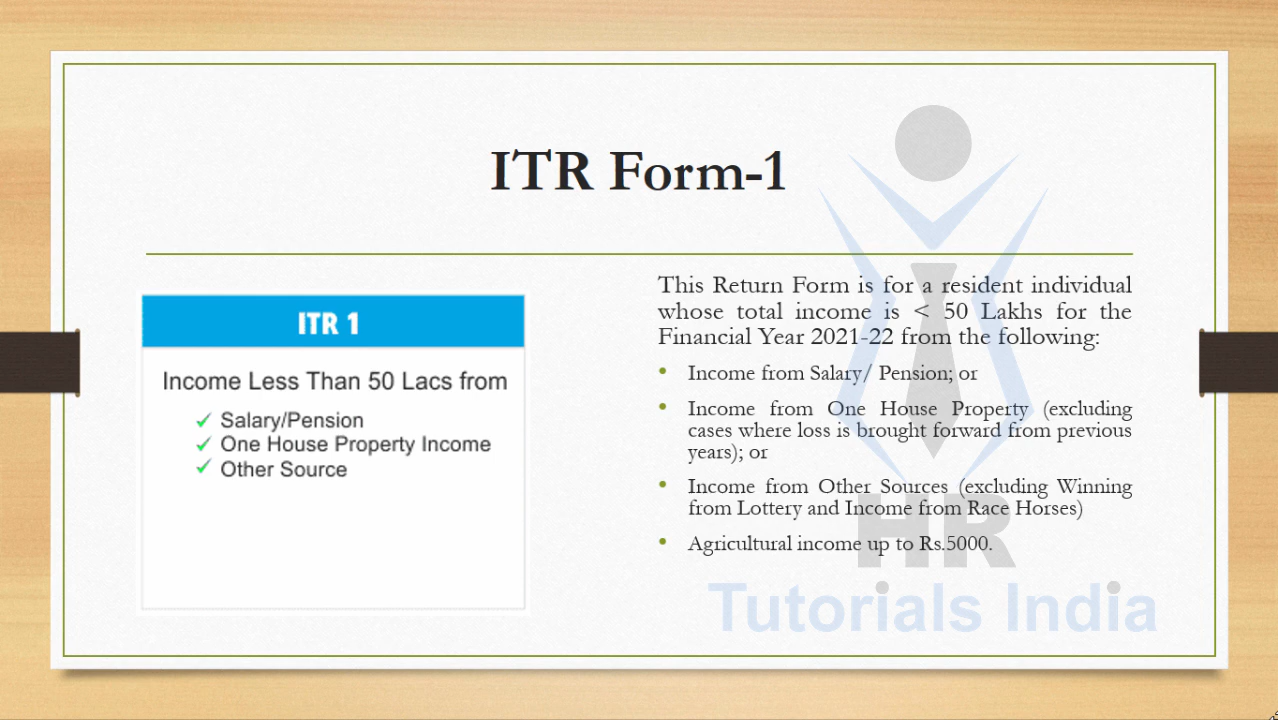 ITR Form-1
ITR 1
Income Less Than 50 Lacs from
Salary/Pension
One House Property Income
Other Source
This Return Form is for a resident individual
whose total income is < 50 Lakhs for the
Financial Year 2021-22 from the following:
• Income from Salary/ Pension; or
• Income from One House Property (excluding
cases where loss is brought forward from previous
years); or
• Income from Other Sources (excluding Winning
from Lottery and Income from Race Horses)
• Agricultural income up to Rs.5000.
HR
Tutorials India